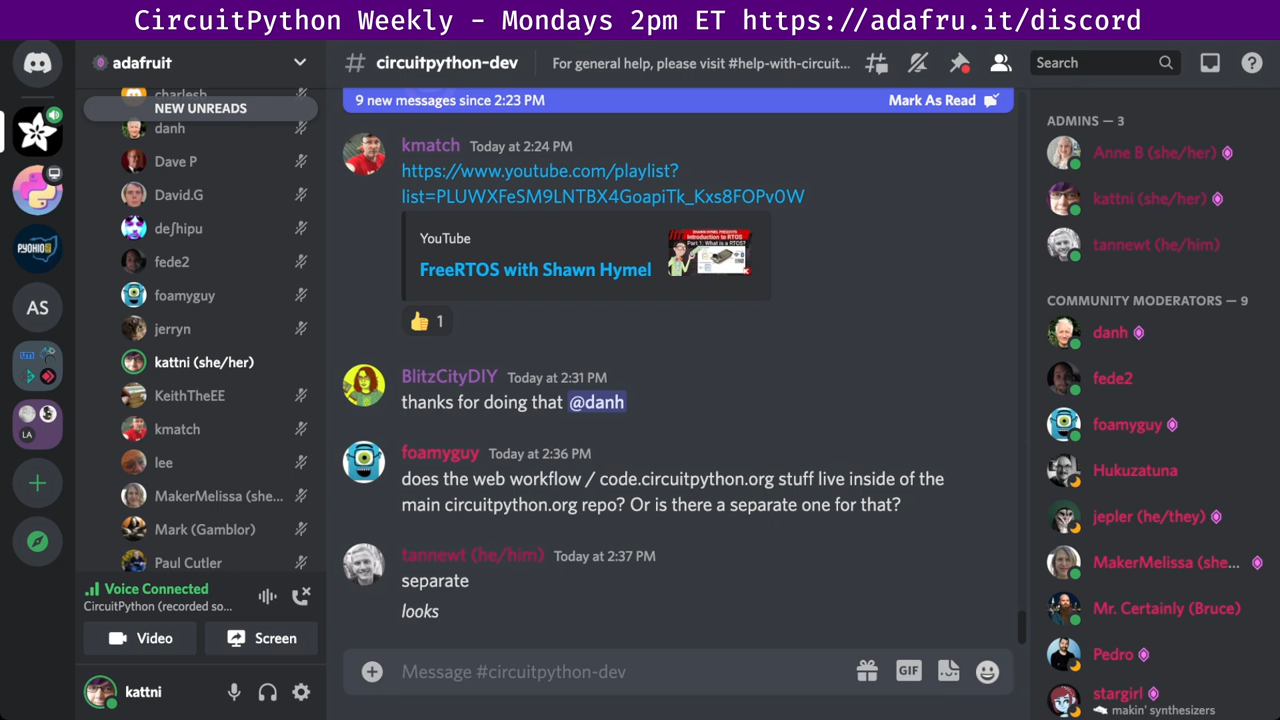 CircuitPython Weekly - Mondays 2pm ET https://adafru.it/discord
adafruit
charlesh
NEW UNREADS
danh
Dave P
David.G
deʃhipu
fede2
foamyguy
jerryn
kattni (she/her)
KeithTheEE
kmatch
lee
MakerMelissa (she...
Mark (Gamblor)
Paul Cutler
Voice Connected
CircuitPython (recorded so...
Video
Screen
kattni
AS
LA
circuitpython-dev
For general help, please visit #help-with-circuit...
Search
9 new messages since 2:23 PM
Mark As Read
kmatch Today at 2:24 PM
https://www.youtube.com/playlist?
list=PLUWXFeSM9LNTBX4GoapiTk_Kxs8FOPv0W
YouTube
FreeRTOS with Shawn Hymel
1
BlitzCityDIY Today at 2:31 PM
thanks for doing that @danh
foamyguy Today at 2:36 PM
does the web workflow / code.circuitpython.org stuff live inside of the
main circuitpython.org repo? Or is there a separate one for that?
tannewt (he/him) Today at 2:37 PM
separate
looks
Message #circuitpython-dev
GIF
ADMINS — 3
Anne B (she/her)
kattni (she/her)
tannewt (he/him)
COMMUNITY MODERATORS — 9
danh
fede2
foamyguy
Hukuzatuna
jepler (he/they)
MakerMelissa (she...
Mr. Certainly (Bruce)
Pedro
stargirl
makin' synthesizers